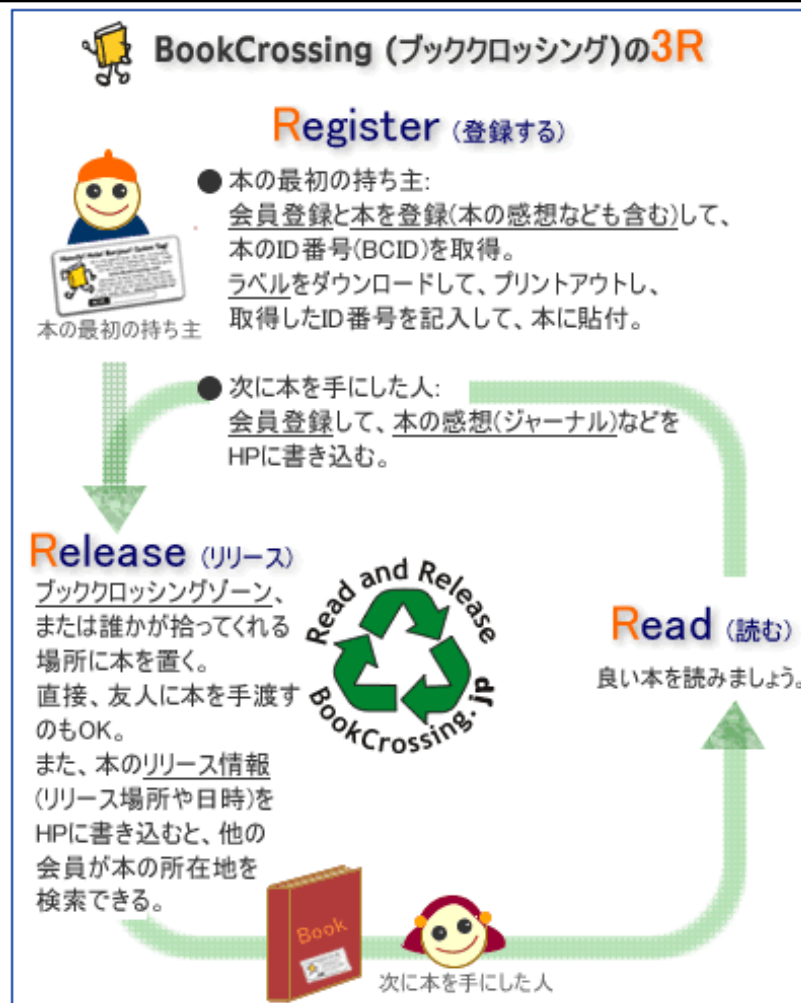 BookCrossing (ブッククロッシング)の3R
Register (登録する)
● 本の最初の持ち主:
会員登録と本を登録(本の感想なども含む)して、
本のID番号(BCID)を取得。
ラベルをダウンロードして、プリントアウトし、
取得したID番号を記入して、本に貼付。
本の最初の持ち主
● 次に本を手にした人:
会員登録して、本の感想(ジャーナル)などを
HPに書き込む。
Release (リリース)
ブッククロッシングゾーン、
または誰かが拾ってくれる
場所に本を置く。
直接、友人に本を手渡す
のもOK。
また、本のリリース情報
(リリース場所や日時)を
HPに書き込むと、他の
会員が本の所在地を
検索できる。
Read and Release
BookCrossing.jp
Read (読む)
良い本を読みましょう。
Book
次に本を手にした人